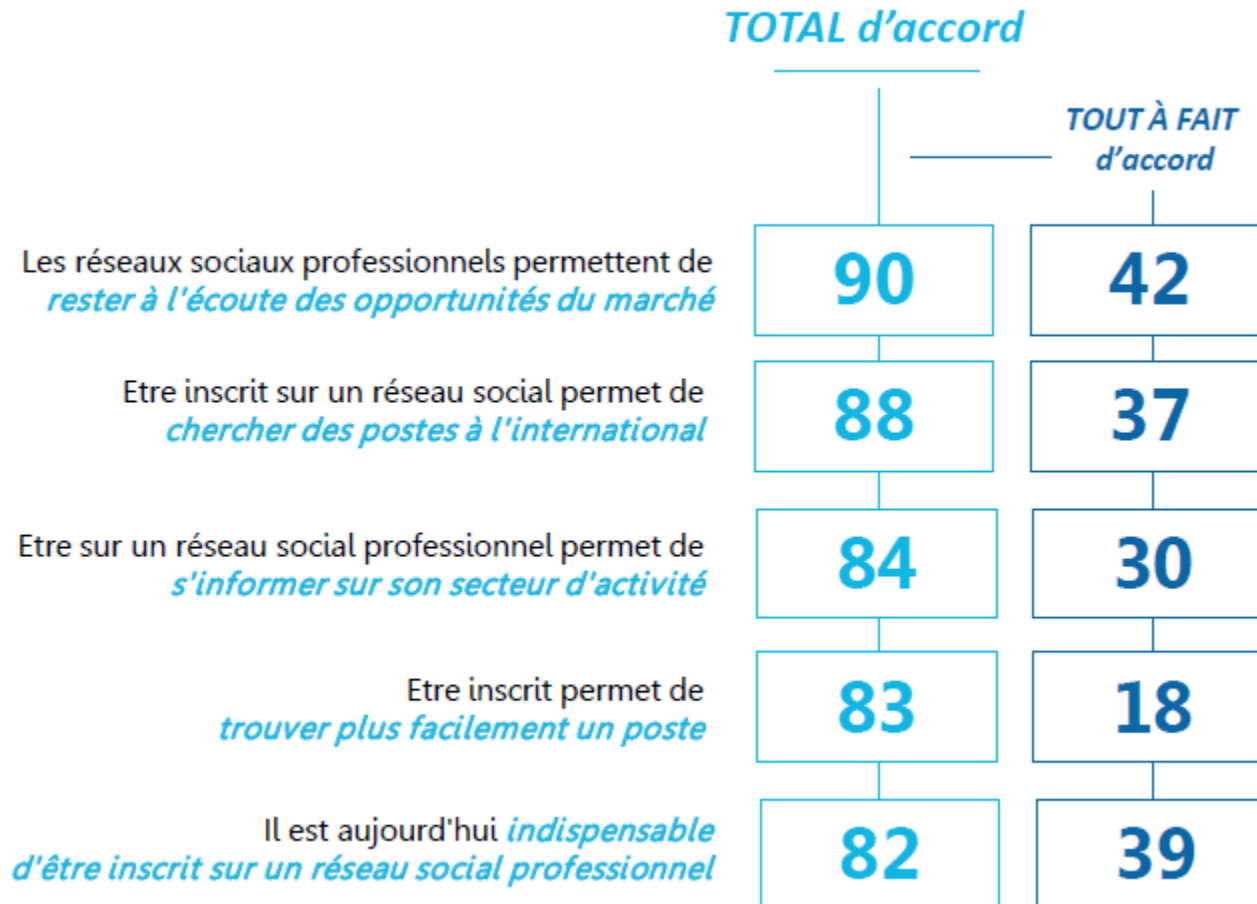 TOTAL d'accord
TOUT À FAIT
d'accord
Les réseaux sociaux professionnels permettent de
rester à l'écoute des opportunités du marché
90
42
Etre inscrit sur un réseau social permet de
chercher des postes à l'international
88
37
Etre sur un réseau social professionnel permet de
s'informer sur son secteur d'activité
84
30
Etre inscrit permet de
trouver plus facilement un poste
83
18
Il est aujourd'hui indispensable
d'être inscrit sur un réseau social professionnel
82
39